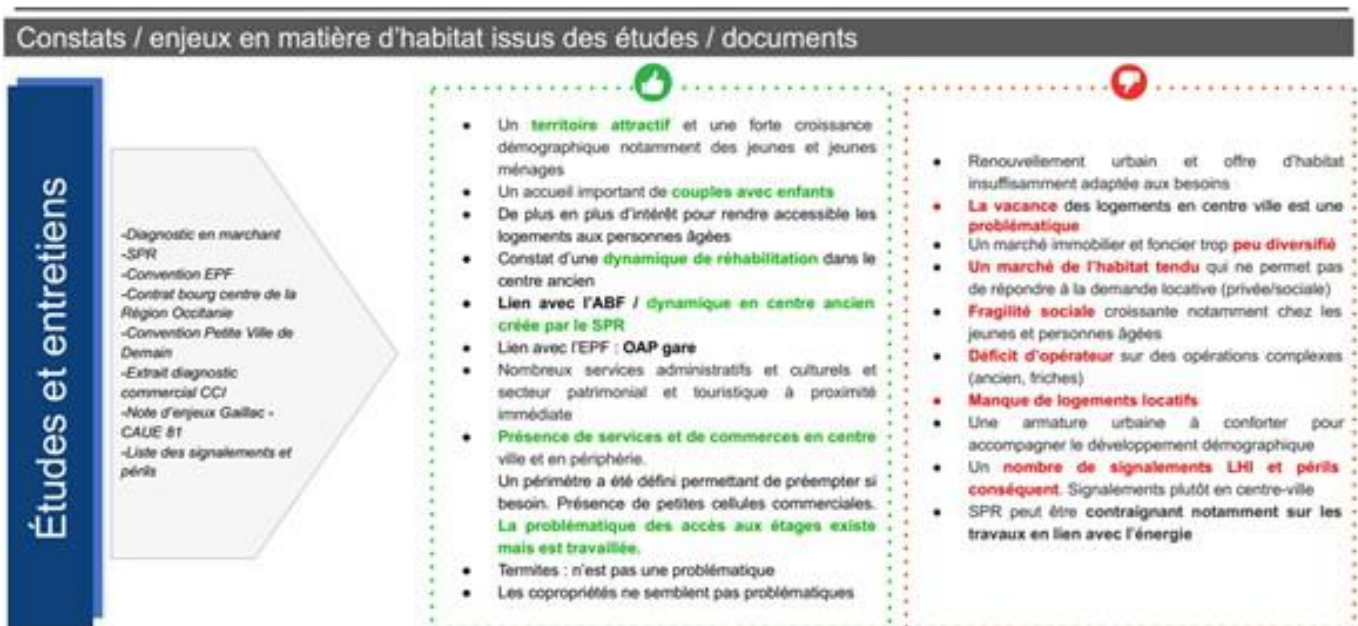 Constats / enjeux en matière d'habitat issus des études / documents
Études et entretiens
-Diagnostic en marchant
-SPR
-Convention EPF
-Contrat bourg centre de la
Région Occitanie
-Convention Petite Ville de
Demain
-Extrait diagnostic
commercial CCI
-Note d'enjeux Gaillac -
CAUE 81
-Liste des signalements et
périls
• Un territoire attractif et une forte croissance
démographique notamment des jeunes et jeunes
ménages
• Un accueil important de couples avec enfants
• De plus en plus d'intérêt pour rendre accessible les
logements aux personnes âgées
• Constat d'une dynamique de réhabilitation dans le
centre ancien
• Lien avec l'ABF / dynamique en centre ancien
créée par le SPR
• Lien avec l'EPF : OAP gare
• Nombreux services administratifs et culturels et
secteur patrimonial et touristique à proximité
immédiate
• Présence de services et de commerces en centre
ville et en périphérie.
Un périmètre a été défini permettant de préempter si
besoin. Présence de petites cellules commerciales.
La problématique des accès aux étages existe
mais est travaillée.
• Termites : n'est pas une problématique
• Les copropriétés ne semblent pas problématiques
• Renouvellement urbain et offre d'habitat
insuffisamment adaptée aux besoins
• La vacance des logements en centre ville est une
problématique
• Un marché immobilier et foncier trop peu diversifié
• Un marché de l'habitat tendu qui ne permet pas
de répondre à la demande locative (privée/sociale)
• Fragilité sociale croissante notamment chez les
jeunes et personnes âgées
• Déficit d'opérateur sur des opérations complexes
(ancien, friches)
• Manque de logements locatifs
• Une armature urbaine à conforter pour
accompagner le développement démographique
• Un nombre de signalements LHI et périls
conséquent. Signalements plutôt en centre-ville
• SPR peut être contraignant notamment sur les
travaux en lien avec l'énergie